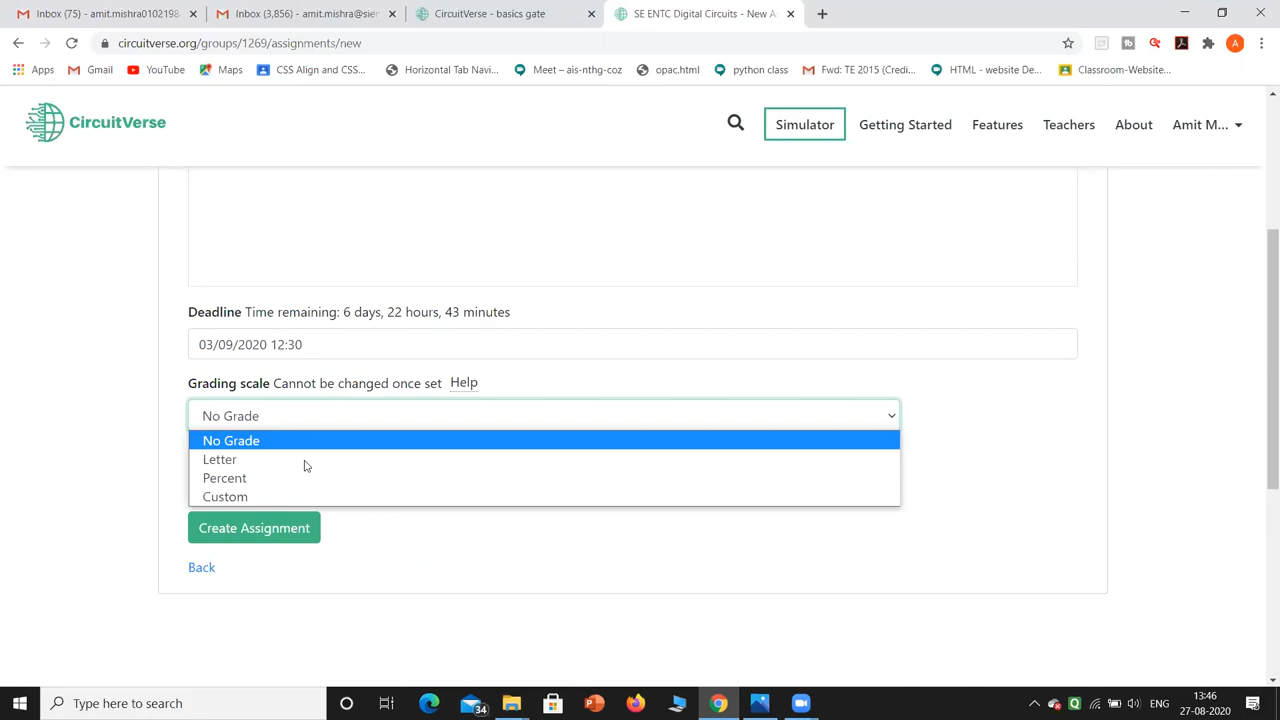 Inbox (75) - amit.mishra0102198
Inbox (3,856) - amit.mishra@sien
CircuitVerse - basics gate
SE ENTC Digital Circuits - New As
circuitverse.org/groups/1269/assignments/new
A
Apps
Gmail
YouTube
Maps
CSS Align and CSS...
Horizontal Tab Navi...
Meet – ais-nthg-coz
opac.html
python class
Fwd: TE 2015 (Credi...
HTML - website De...
Classroom-Website...
CircuitVerse
Simulator
Getting Started
Features
Teachers
About
Amit M...
Deadline Time remaining: 6 days, 22 hours, 43 minutes
03/09/2020 12:30
Grading scale Cannot be changed once set Help
No Grade
No Grade
Letter
Percent
Custom
Create Assignment
Back
Type here to search
34
ENG
13:46
27-08-2020